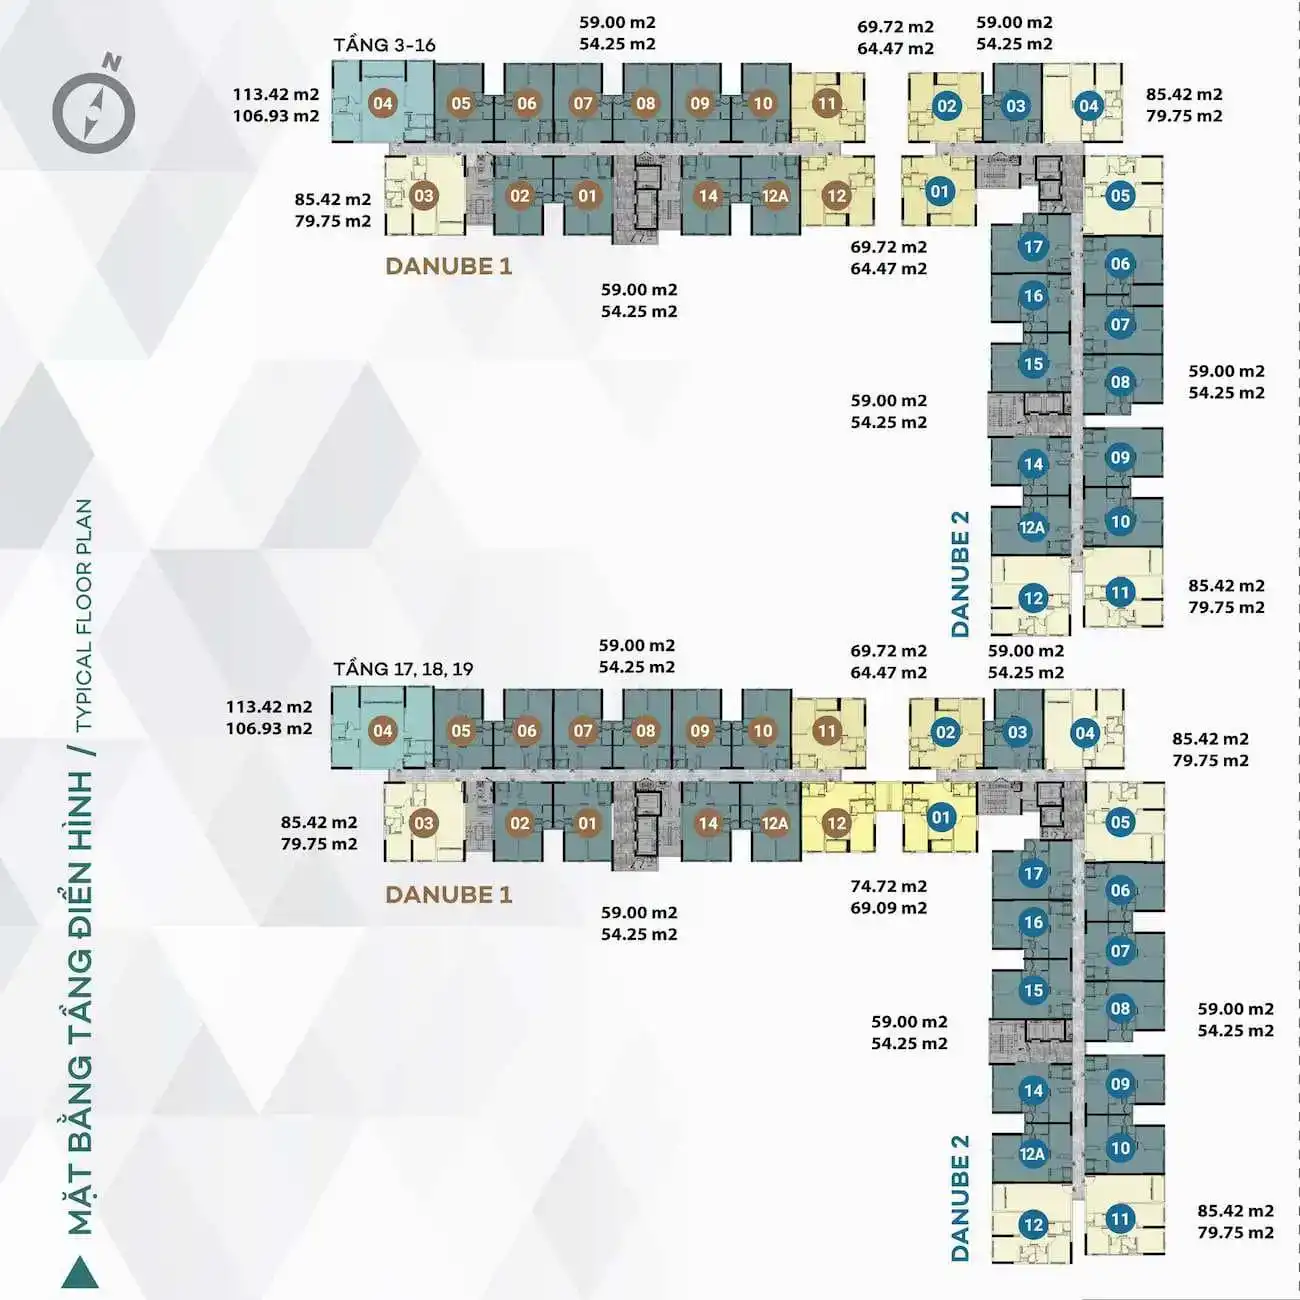 N
TẦNG 3-16
59.00 m2
54.25 m2
69.72 m2
64.47 m2
59.00 m2
54.25 m2
113.42 m2
106.93 m2
04
05
06
07
08
09
10
11
02
03
04
85.42 m2
79.75 m2
85.42 m2
79.75 m2
03
02
01
14
12A
12
01
05
DANUBE 1
69.72 m2
64.47 m2
59.00 m2
54.25 m2
17
06
16
07
15
08
59.00 m2
54.25 m2
59.00 m2
54.25 m2
14
09
12A
10
12
11
85.42 m2
79.75 m2
DANUBE 2
TẦNG 17, 18, 19
59.00 m2
54.25 m2
69.72 m2
64.47 m2
59.00 m2
54.25 m2
113.42 m2
106.93 m2
04
05
06
07
08
09
10
11
02
03
04
85.42 m2
79.75 m2
85.42 m2
79.75 m2
03
02
01
14
12A
12
01
05
DANUBE 1
74.72 m2
69.09 m2
59.00 m2
54.25 m2
17
06
16
07
15
08
59.00 m2
54.25 m2
59.00 m2
54.25 m2
14
09
12A
10
12
11
85.42 m2
79.75 m2
DANUBE 2
MẶT BẰNG TẦNG ĐIỂN HÌNH / TYPICAL FLOOR PLAN